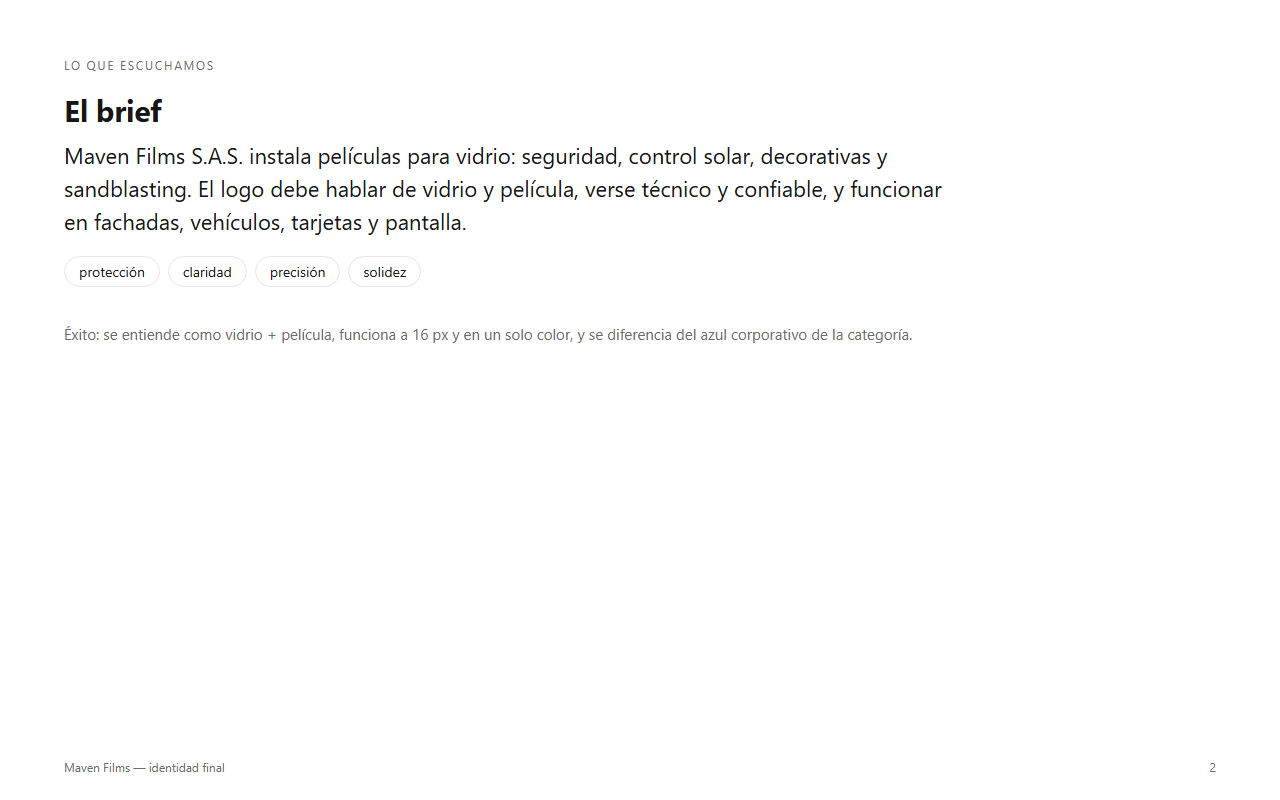 LO QUE ESCUCHAMOS
El brief
Maven Films S.A.S. instala películas para vidrio: seguridad, control solar, decorativas y
sandblasting. El logo debe hablar de vidrio y película, verse técnico y confiable, y funcionar
en fachadas, vehículos, tarjetas y pantalla.
protección claridad precisión solidez
Éxito: se entiende como vidrio + película, funciona a 16 px y en un solo color, y se diferencia del azul corporativo de la categoría.
Maven Films — identidad final 2